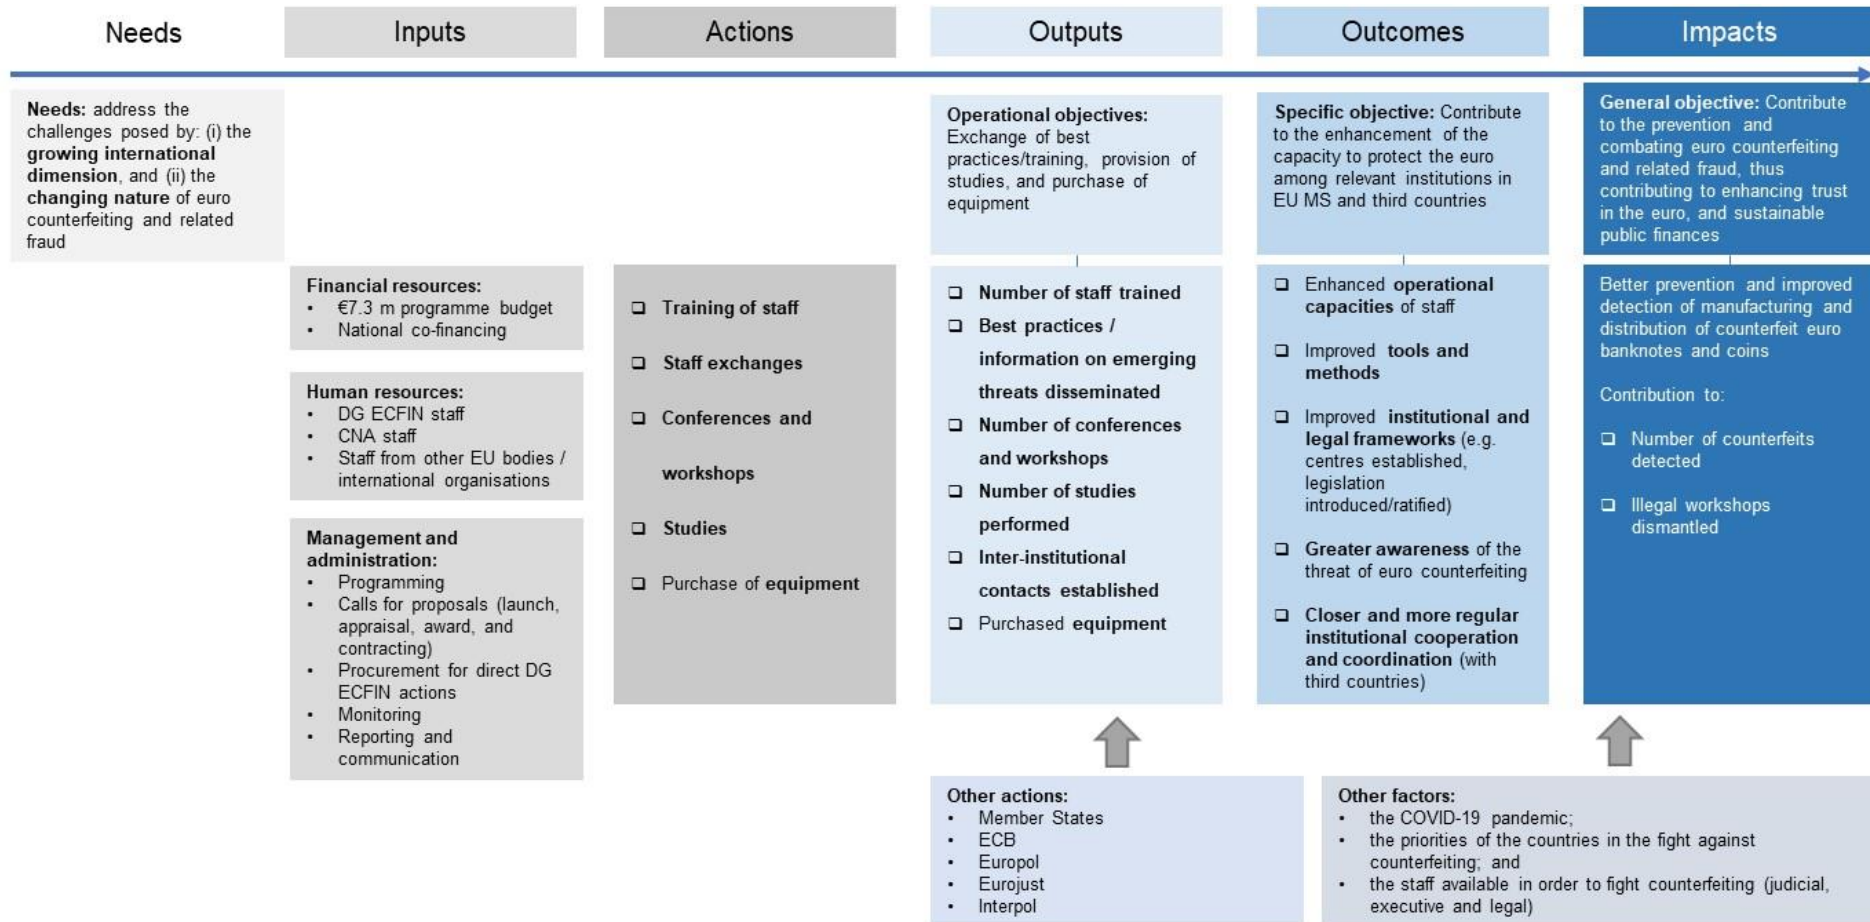 Needs
Inputs
Actions
Outputs
Outcomes
Impacts
Needs: address the
challenges posed by: (i) the
growing international
dimension, and (ii) the
changing nature of euro
counterfeiting and related
fraud
Financial resources:
• €7.3 m programme budget
• National co-financing
Human resources:
• DG ECFIN staff
• CNA staff
• Staff from other EU bodies /
international organisations
Management and
administration:
• Programming
• Calls for proposals (launch,
appraisal, award, and
contracting)
• Procurement for direct DG
ECFIN actions
• Monitoring
• Reporting and
communication
❑ Training of staff
❑ Staff exchanges
❑ Conferences and
workshops
❑ Studies
❑ Purchase of equipment
Operational objectives:
Exchange of best
practices/training, provision of
studies, and purchase of
equipment
❑ Number of staff trained
❑ Best practices /
information on emerging
threats disseminated
❑ Number of conferences
and workshops
❑ Number of studies
performed
❑ Inter-institutional
contacts established
❑ Purchased equipment
Specific objective: Contribute
to the enhancement of the
capacity to protect the euro
among relevant institutions in
EU MS and third countries
❑ Enhanced operational
capacities of staff
❑ Improved tools and
methods
❑ Improved institutional and
legal frameworks (e.g.
centres established,
legislation
introduced/ratified)
❑ Greater awareness of the
threat of euro counterfeiting
❑ Closer and more regular
institutional cooperation
and coordination (with
third countries)
General objective: Contribute
to the prevention and
combating euro counterfeiting
and related fraud, thus
contributing to enhancing trust
in the euro, and sustainable
public finances
Better prevention and improved
detection of manufacturing and
distribution of counterfeit euro
banknotes and coins
Contribution to:
❑ Number of counterfeits
detected
❑ Illegal workshops
dismantled
Other actions:
• Member States
• ECB
• Europol
• Eurojust
• Interpol
Other factors:
• the COVID-19 pandemic;
• the priorities of the countries in the fight against
counterfeiting; and
• the staff available in order to fight counterfeiting (judicial,
executive and legal)